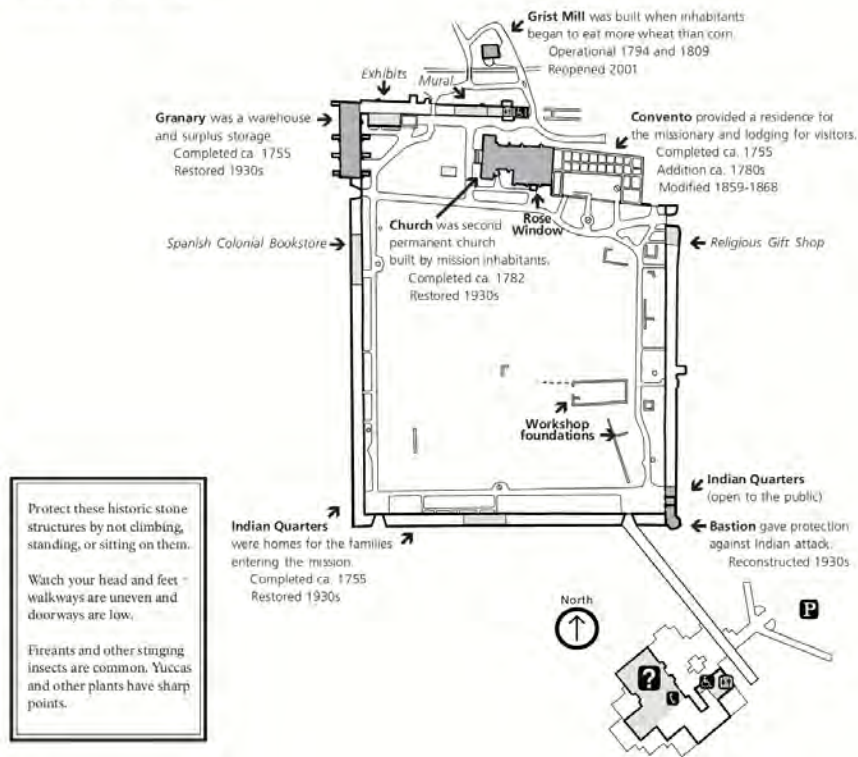 Grist Mill was built when inhabitants
began to eat more wheat than corn.
Operational 1794 and 1809
Reopened 2001
Exhibits
Mural
Granary was a warehouse
and surplus storage
Completed ca. 1755
Restored 1930s
Convento provided a residence for
the missionary and lodging for visitors.
Completed ca. 1755
Addition ca. 1780s
Modified 1859-1868
Church was second
permanent church
built by mission inhabitants.
Completed ca. 1782
Restored 1930s
Rose
Window
Spanish Colonial Bookstore
Religious Gift Shop
Workshop
foundations
Indian Quarters
(open to the public)
Bastion gave protection
against Indian attack.
Reconstructed 1930s
Indian Quarters
were homes for the families
entering the mission.
Completed ca. 1755
Restored 1930s
North
P
?
Protect these historic stone
structures by not climbing,
standing, or sitting on them.
Watch your head and feet -
walkways are uneven and
doorways are low.
Fireants and other stinging
insects are common. Yuccas
and other plants have sharp
points.